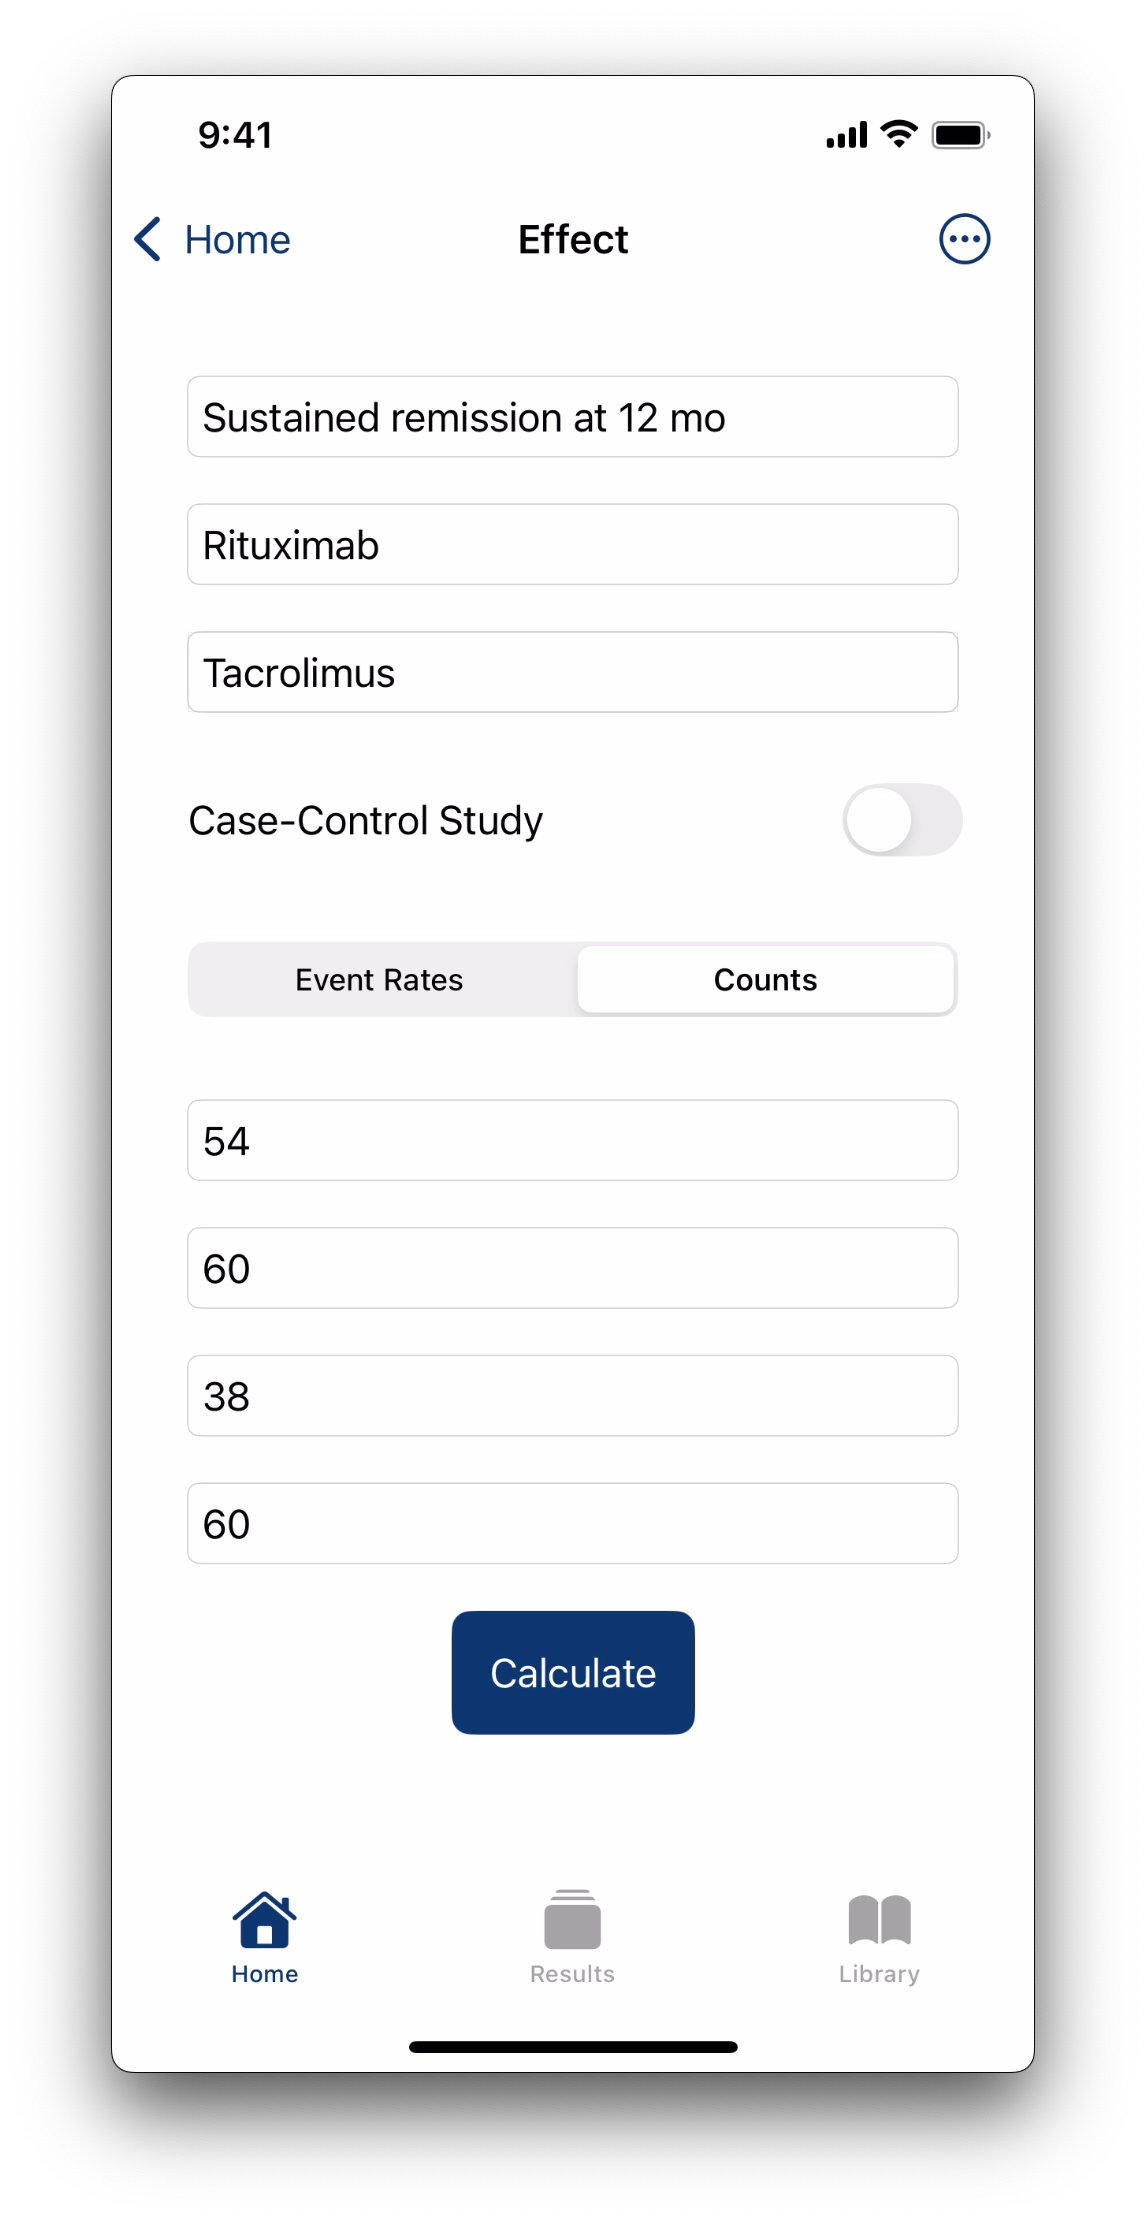 9:41
Home
Effect
Sustained remission at 12 mo
Rituximab
Tacrolimus
Case-Control Study
Event Rates
Counts
54
60
38
60
Calculate
Home
Results
Library